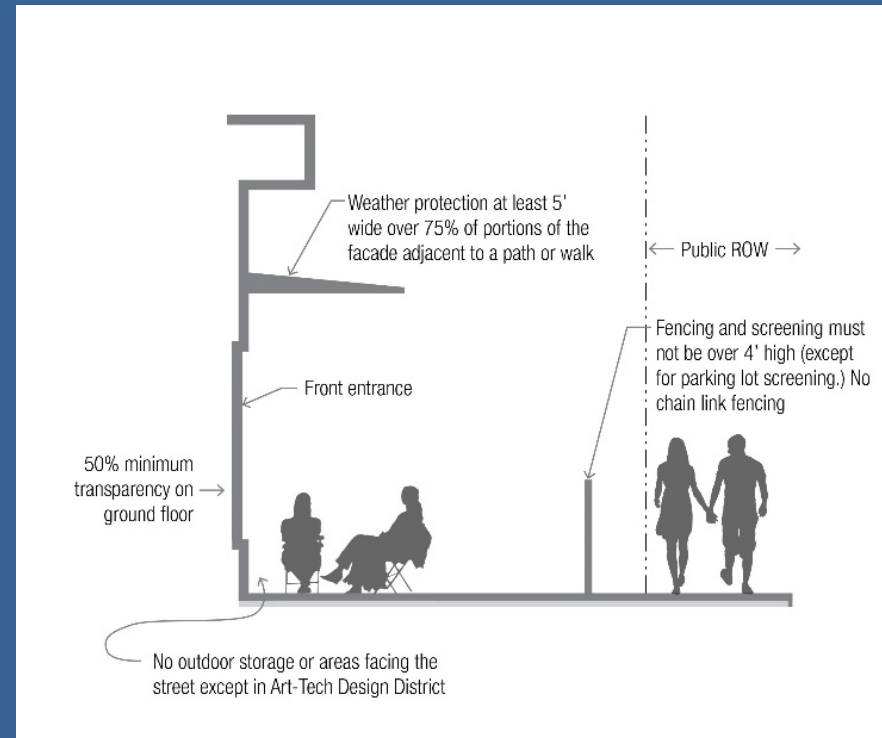 Weather protection at least 5'
wide over 75% of portions of the
facade adjacent to a path or walk
Public ROW
Fencing and screening must
not be over 4' high (except
for parking lot screening.) No
chain link fencing
Front entrance
50% minimum
transparency on
ground floor
No outdoor storage or areas facing the
street except in Art-Tech Design District